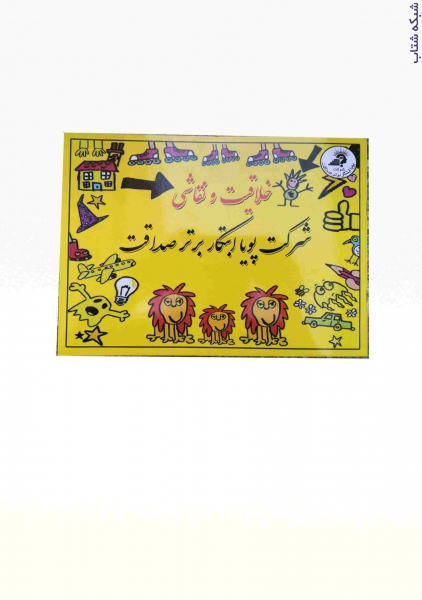 شبکه شتاب
خلاقیت و نقاشی
شرکت پویا ابتکار برتر صداقت